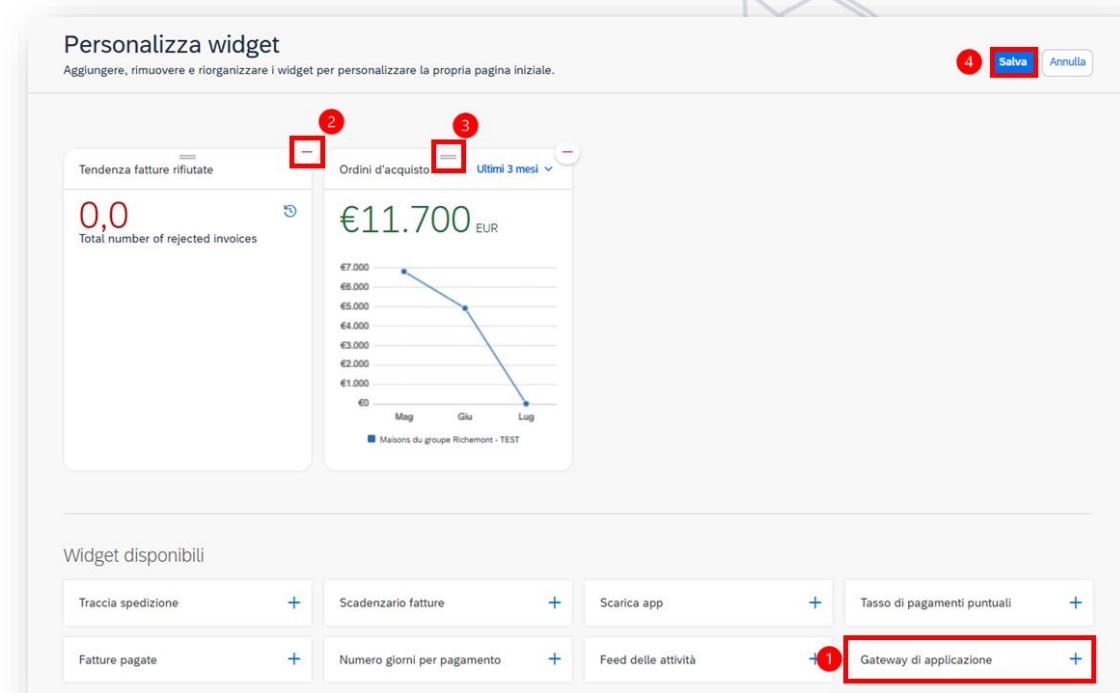 Personalizza widget
Aggiungere, rimuovere e riorganizzare i widget per personalizzare la propria pagina iniziale.
4 Salva Annulla
2 3
Tendenza fatture rifiutate
Ordini d'acquisto Ultimi 3 mesi
0,0
Total number of rejected invoices
€11.700 EUR
€7.000
€6.000
€5.000
€4.000
€3.000
€2.000
€1.000
€0
Mag Giu Lug
Maisons du groupe Richemont - TEST
Widget disponibili
Traccia spedizione + Scadenzario fatture + Scarica app + Tasso di pagamenti puntuali +
Fatture pagate + Numero giorni per pagamento + Feed delle attività + 1 Gateway di applicazione +